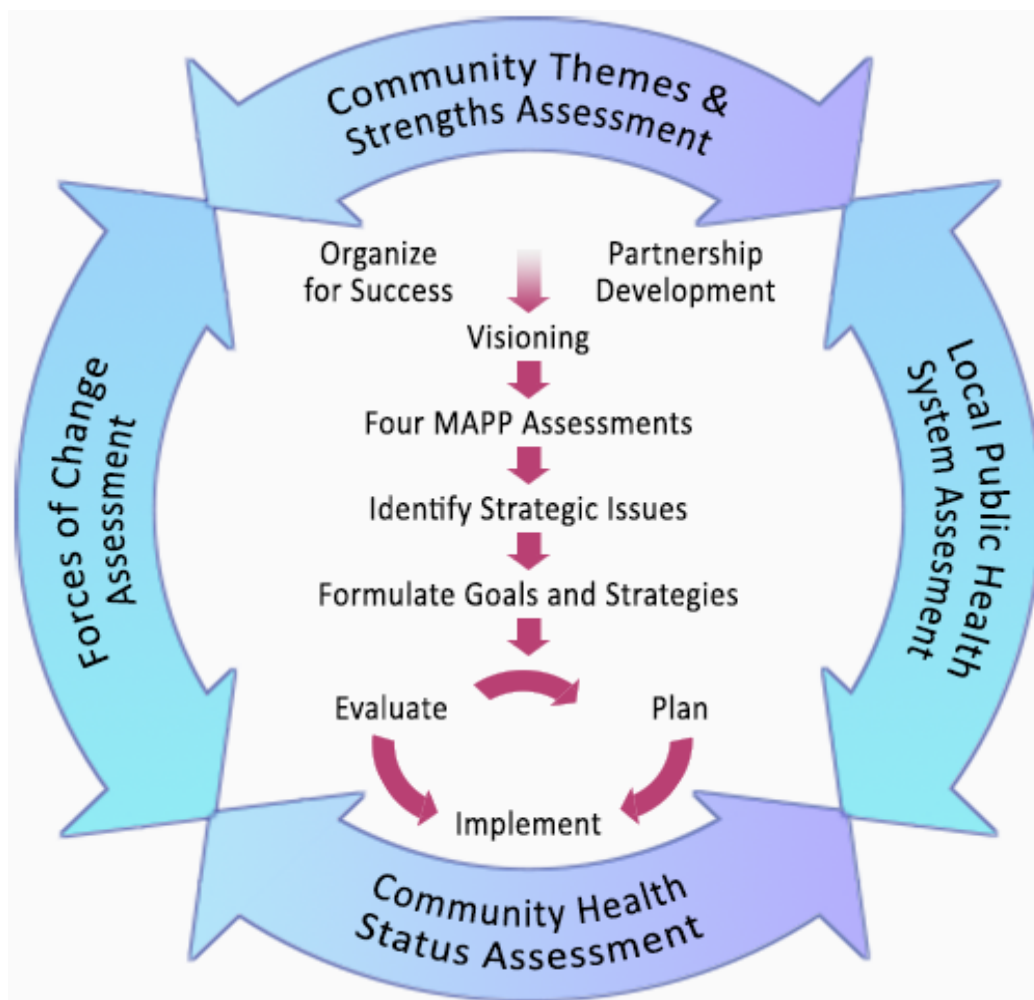 Community Themes &
Strengths Assessment
Organize
for Success
Partnership
Development
Visioning
Four MAPP Assessments
Identify Strategic Issues
Formulate Goals and Strategies
Evaluate
Plan
Implement
Forces of Change
Assessment
Local Public Health
System Assessment
Community Health
Status Assessment